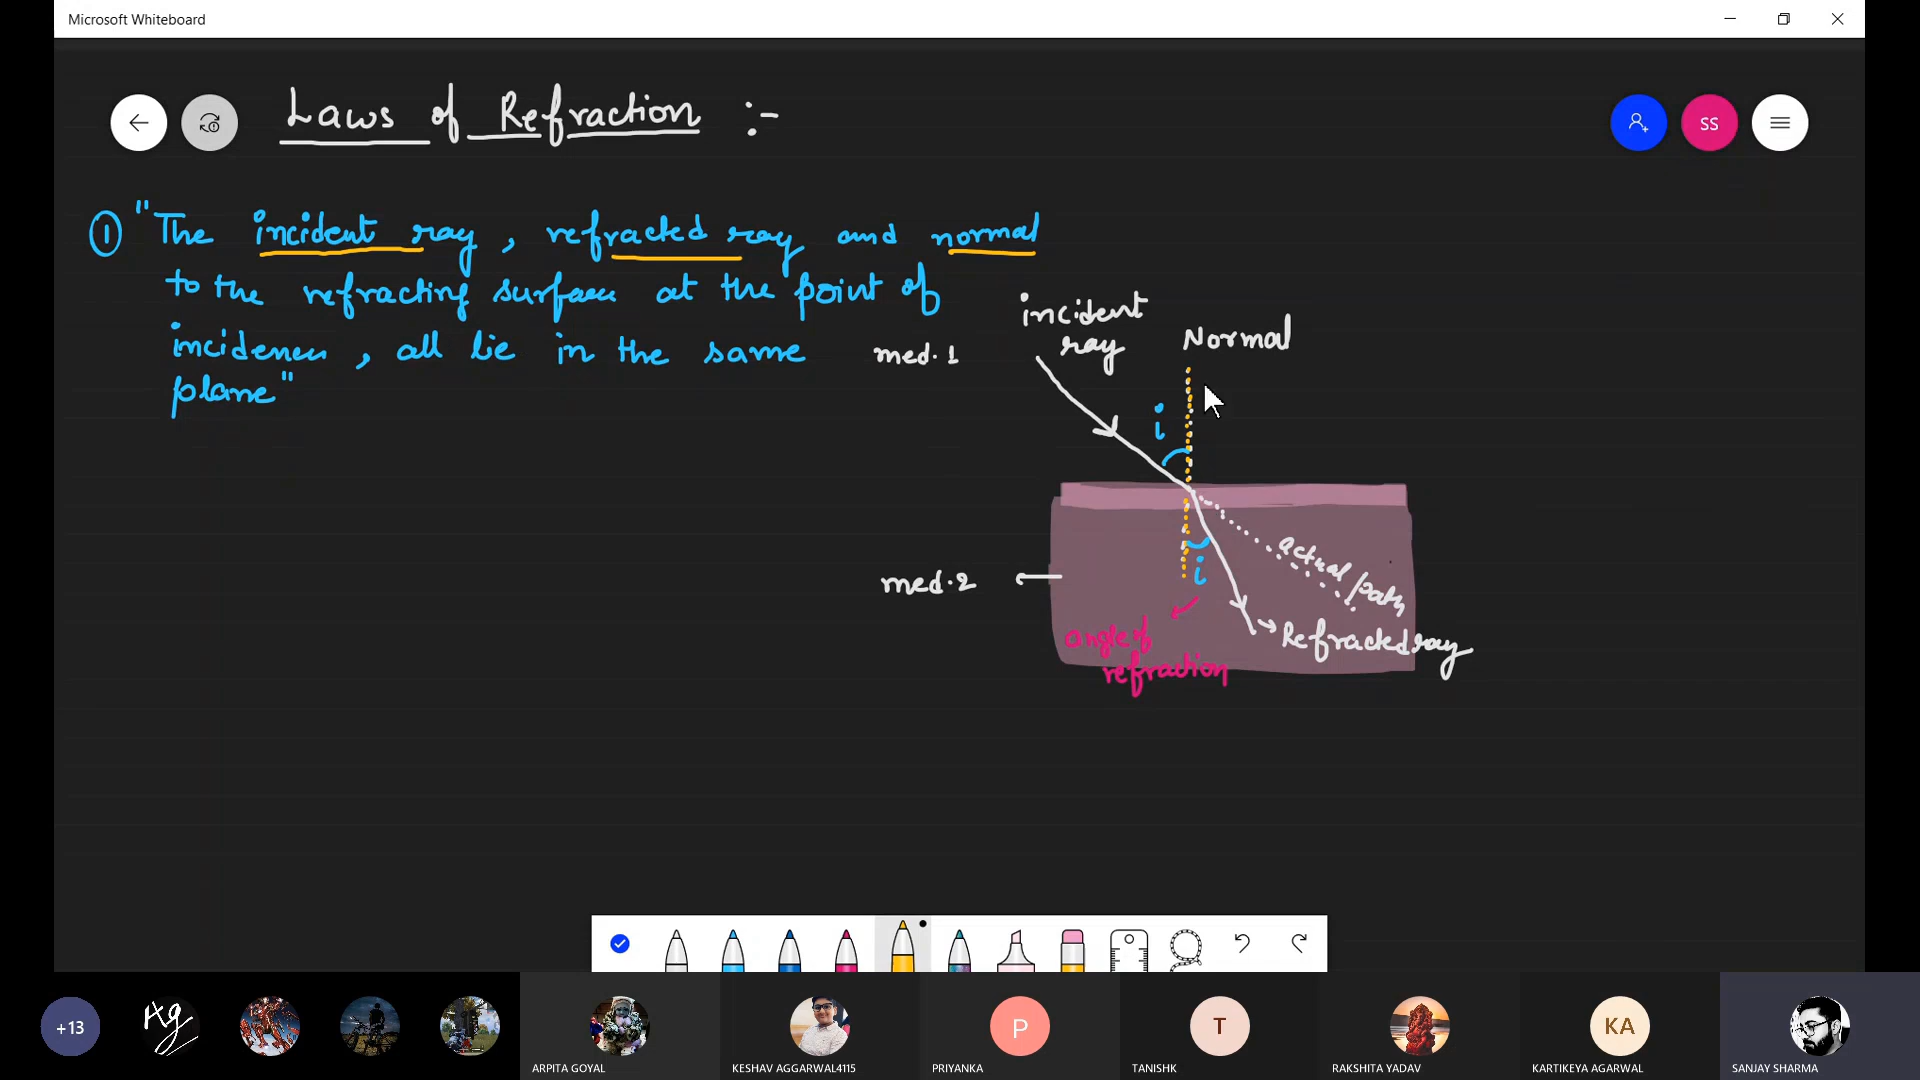 Microsoft Whiteboard
Laws of Refraction :-
SS
① "The incident ray, refracted ray and normal
to the refracting surface at the point of
incidence, all lie in the same
plane"
incident
ray
Normal
med. 1
i
actual path
med. 2
i
angle of
refraction
Refracted ray
+13
Ag
P
T
KA
ARPITA GOYAL
KESHAV AGGARWAL4115
PRIYANKA
TANISHK
RAKSHITA YADAV
KARTIKEYA AGARWAL
SANJAY SHARMA